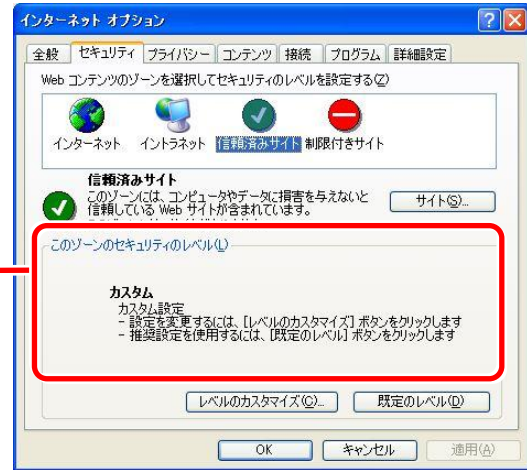 インターネット オプション
全般 セキュリティ プライバシー コンテンツ 接続 プログラム 詳細設定
Web コンテンツのゾーンを選択してセキュリティのレベルを設定する(Z)
インターネット イントラネット 信頼済みサイト 制限付きサイト
信頼済みサイト
このゾーンには、コンピュータやデータに損害を与えないと
信頼している Web サイトが含まれています。
サイト(S)...
このゾーンのセキュリティのレベル(L)
カスタム
カスタム設定
- 設定を変更するには、[レベルのカスタマイズ] ボタンをクリックします
- 推奨設定を使用するには、[既定のレベル] ボタンをクリックします
レベルのカスタマイズ(C)... 既定のレベル(D)
OK キャンセル 適用(A)